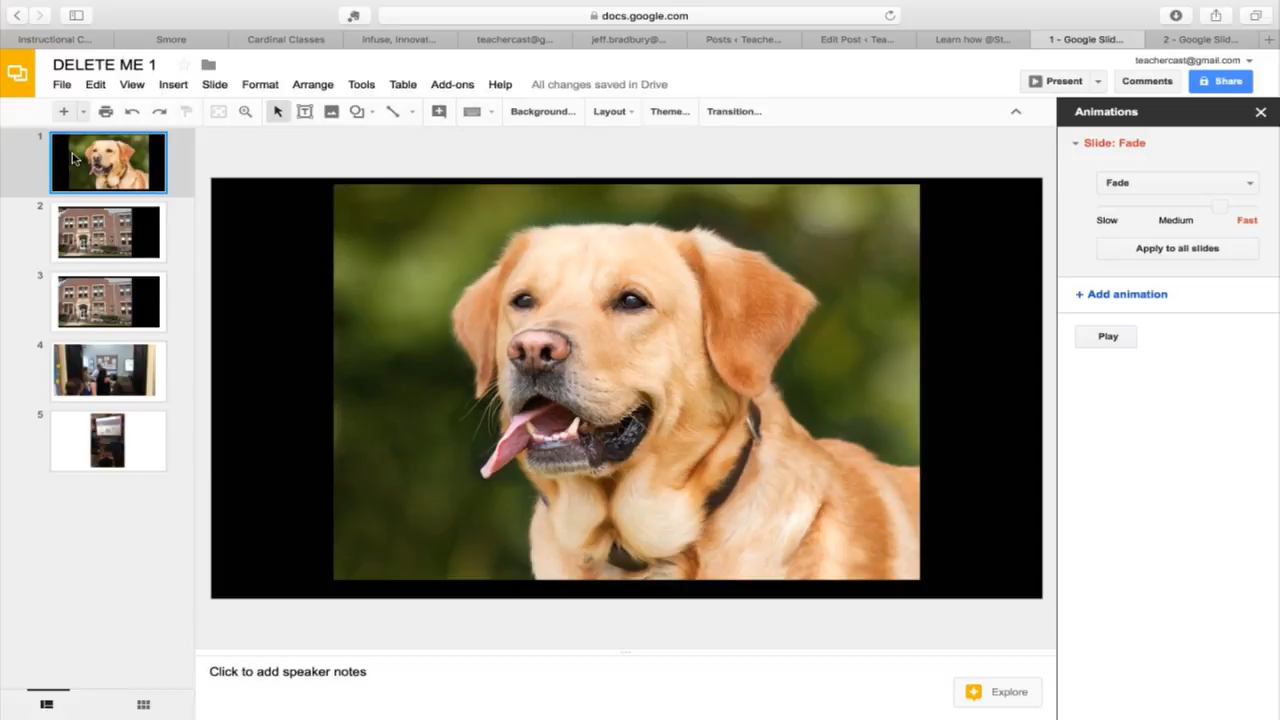 docs.google.com
Instructional C...
Smore
Cardinal Classes
Infuse, Innovat...
teachercast@g...
jeff.bradbury@...
Posts ‹ Teache...
Edit Post ‹ Tea...
Learn how @St...
1 - Google Slid...
2 - Google Slid...
DELETE ME 1
teachercast@gmail.com
File Edit View Insert Slide Format Arrange Tools Table Add-ons Help All changes saved in Drive
Present
Comments
Share
Background...
Layout
Theme...
Transition...
Animations
1
2
3
4
5
Slide: Fade
Fade
Slow Medium Fast
Apply to all slides
+ Add animation
Play
Click to add speaker notes
Explore